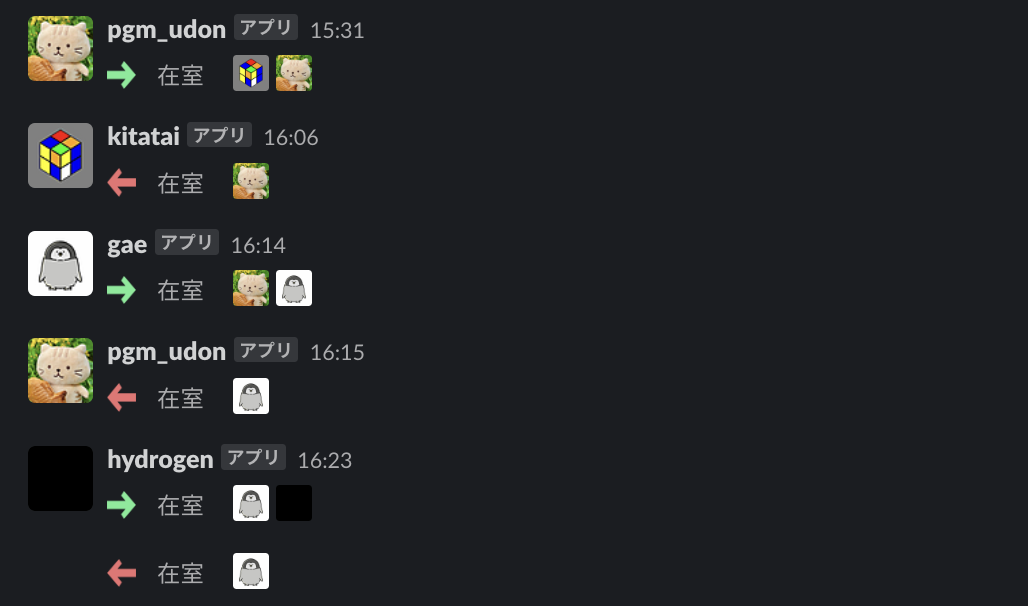 pgm_udon アプリ 15:31
在室
kitatai アプリ 16:06
在室
gae アプリ 16:14
在室
pgm_udon アプリ 16:15
在室
hydrogen アプリ 16:23
在室
在室